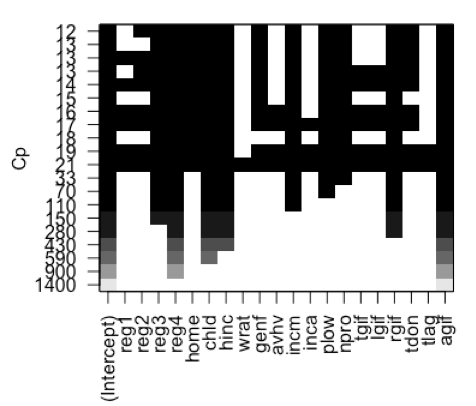 Cp
12
13
13
13
14
15
16
17
18
19
21
33
70
110
150
280
430
590
900
1400
(Intercept)
reg1
reg2
reg3
reg4
home
chld
hinc
wrat
genf
avhv
incm
inca
plow
npro
tgif
lgif
rgif
tdon
tlag
agif